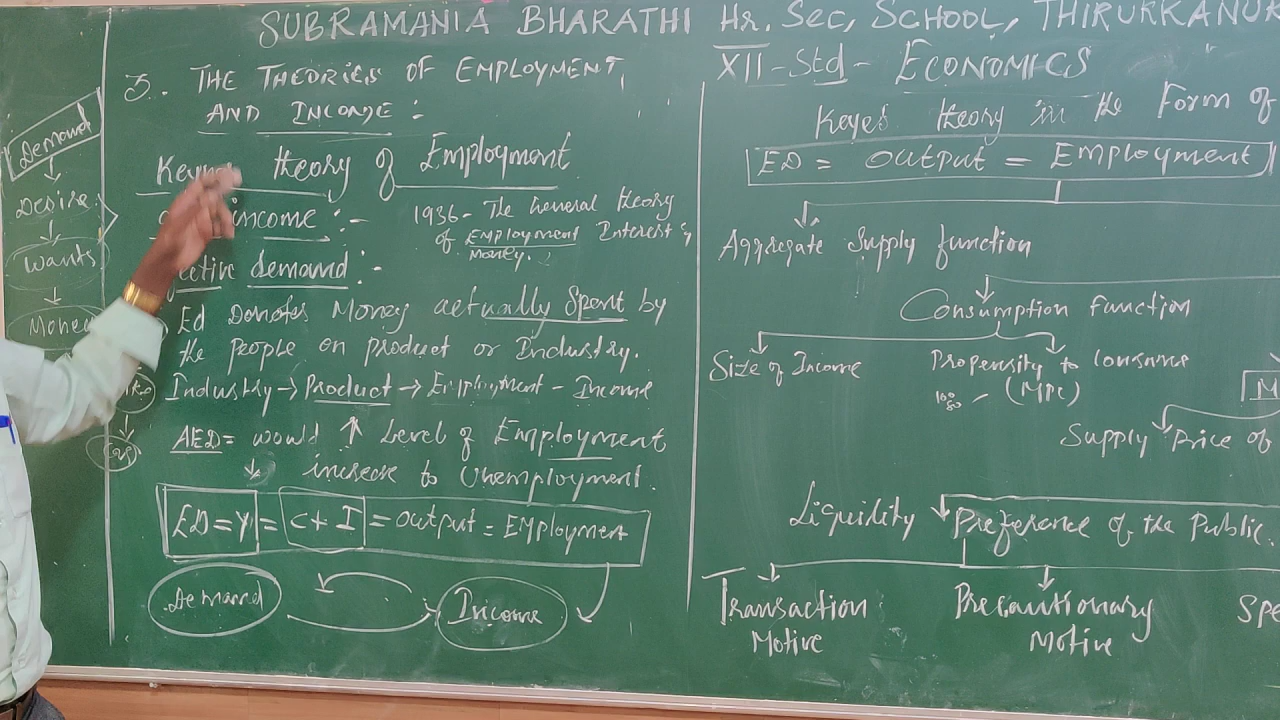 SUBRAMANIA BHARATHI Hr. Sec, SCHOOL, THIRUKKANUR
XII-Std- ECONOMICS
3. THE THEORIES OF EMPLOYMENT,
AND INCOME:
Keynes theory of Employment
income:-
1936- The General theory
of Employment Interest &
Money.
demand:-
Ed Denotes Money actually Spent by
the people on product or Industry.
Industry → Product → Employment - Income
AED = would ↑ Level of Employment
↓ increase to Unemployment.
ED = Y = C + I = output = Employment
Demand
Income
Demand
Desire
Wants
Money
Keyes theory in the Form of
ED = output = Employment
Aggregate Supply function
Consumption Function
Size of Income
Propensity to Consume
(MPC)
M
Supply Price of
Liquidity Preference of the Public.
Transaction Motive
Precautionary Motive
Spe